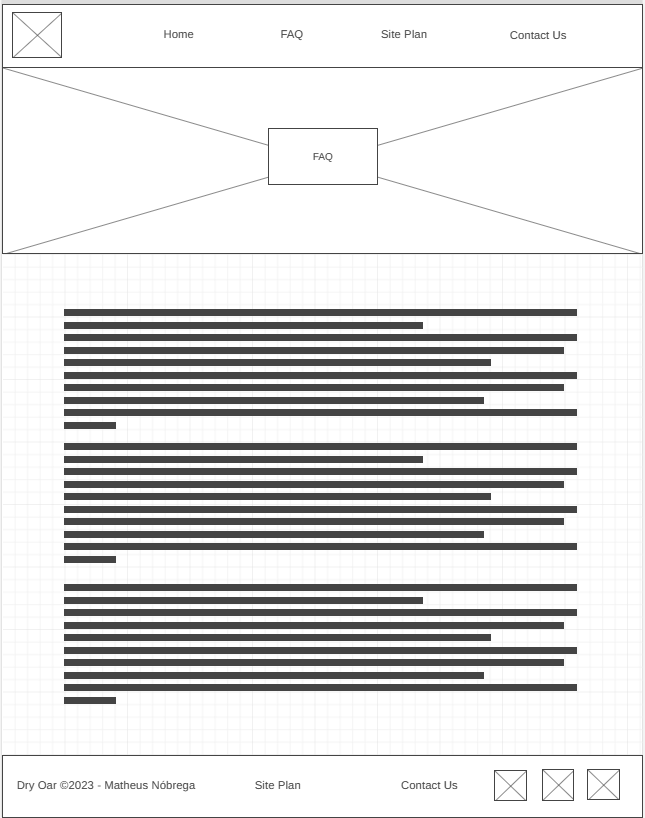 Home FAQ Site Plan Contact Us
FAQ
Dry Oar ©2023 - Matheus Nóbrega Site Plan Contact Us